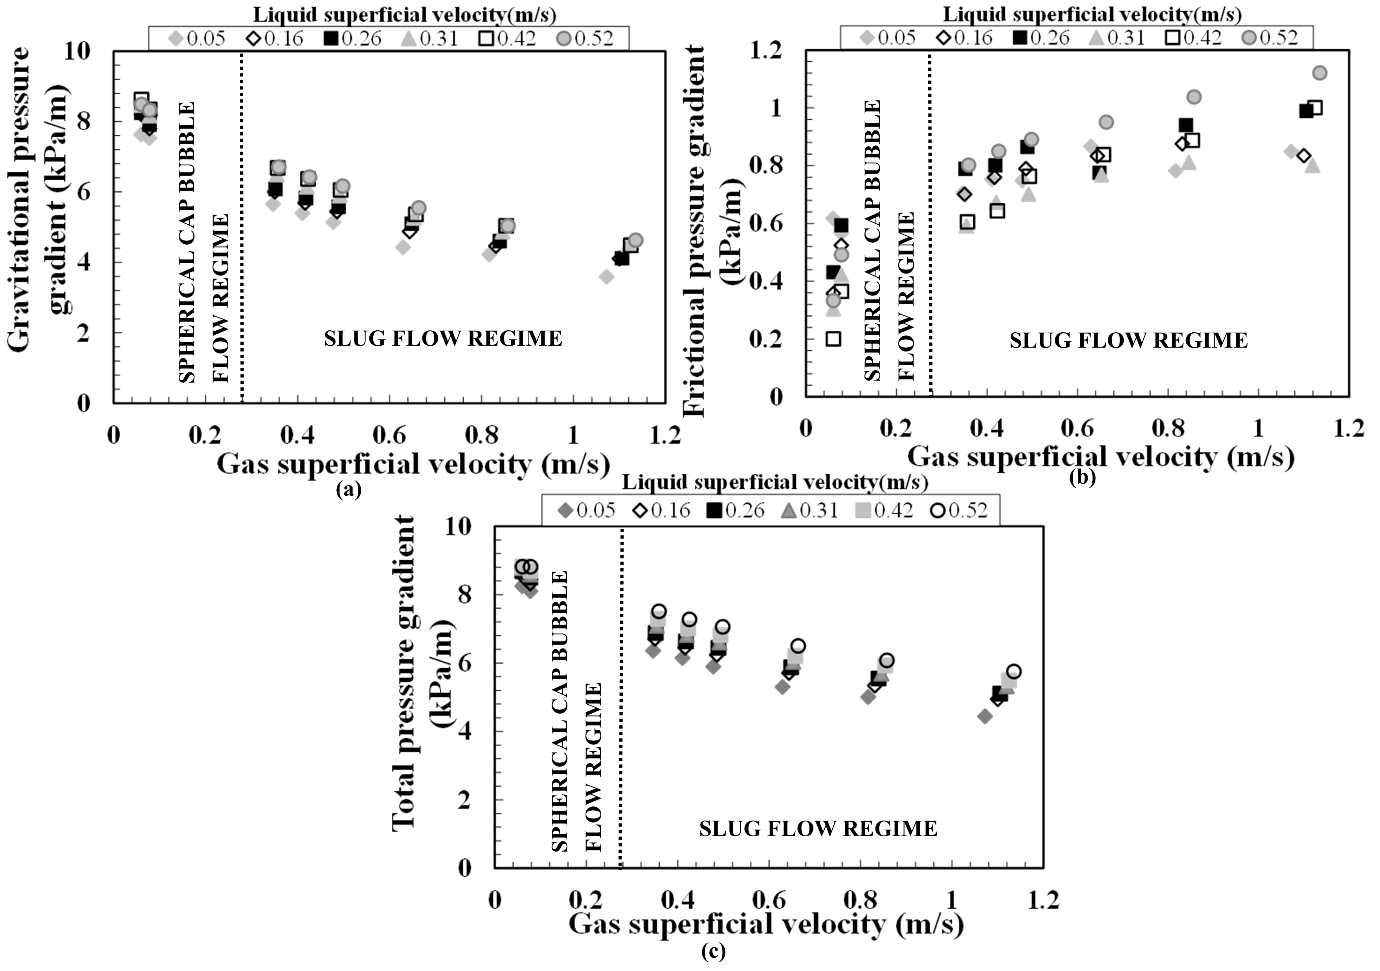 Liquid superficial velocity(m/s)
0.05 0.16 0.26 0.31 0.42 0.52
Gravitational pressure
gradient (kPa/m)
10
8
6
4
2
0
SPHERICAL CAP BUBBLE
FLOW REGIME
SLUG FLOW REGIME
0 0.2 0.4 0.6 0.8 1 1.2
Gas superficial velocity (m/s)
(a)
Liquid superficial velocity(m/s)
0.05 0.16 0.26 0.31 0.42 0.52
Frictional pressure gradient
(kPa/m)
1.2
1
0.8
0.6
0.4
0.2
0
SPHERICAL CAP BUBBLE
FLOW REGIME
SLUG FLOW REGIME
0 0.2 0.4 0.6 0.8 1 1.2
Gas superficial velocity (m/s)
(b)
Liquid superficial velocity(m/s)
0.05 0.16 0.26 0.31 0.42 0.52
Total pressure gradient
(kPa/m)
10
8
6
4
2
0
SPHERICAL CAP BUBBLE
FLOW REGIME
SLUG FLOW REGIME
0 0.2 0.4 0.6 0.8 1 1.2
Gas superficial velocity (m/s)
(c)